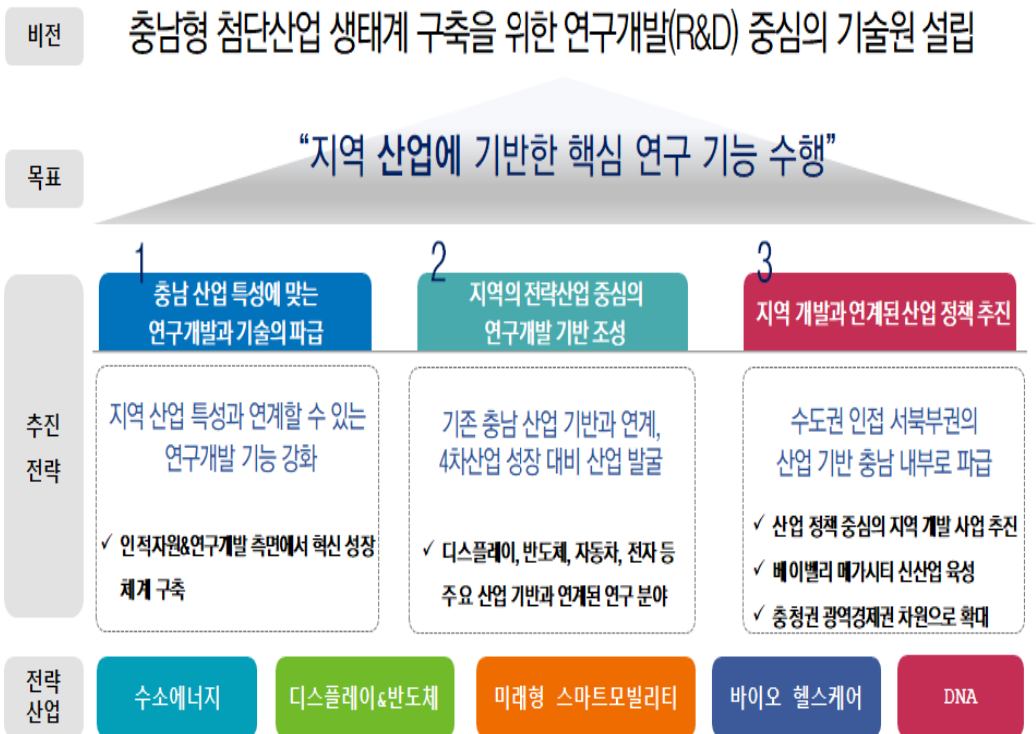 비전
충남형 첨단산업 생태계 구축을 위한 연구개발(R&D) 중심의 기술원 설립
목표
“지역 산업에 기반한 핵심 연구 기능 수행”
추진
전략
1
충남 산업 특성에 맞는
연구개발과 기술의 파급
지역 산업 특성과 연계할 수 있는
연구개발 기능 강화
✓ 인적자원&연구개발 측면에서 혁신 성장
체계 구축
2
지역의 전략산업 중심의
연구개발 기반 조성
기존 충남 산업 기반과 연계,
4차산업 성장 대비 산업 발굴
✓ 디스플레이, 반도체, 자동차, 전자 등
주요 산업 기반과 연계된 연구 분야
3
지역 개발과 연계된 산업 정책 추진
수도권 인접 서북부권의
산업 기반 충남 내부로 파급
✓ 산업 정책 중심의 지역 개발 사업 추진
✓ 베이밸리 메가시티 신산업 육성
✓ 충청권 광역경제권 차원으로 확대
전략
산업
수소에너지
디스플레이&반도체
미래형 스마트모빌리티
바이오 헬스케어
DNA